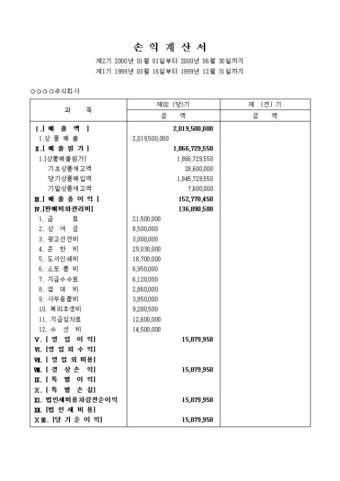 손 익 계 산 서
제2기 2000년 01월 01일부터 2000년 06월 30일까지
제1기 1999년 03월 16일부터 1999년 12월 31일까지
○○○○주식회사
과 목 제02 (당)기 제 (전) 기
금 액 금 액
Ⅰ.[ 매 출 액 ] 2,019,500,000
1.상 품 매 출 2,019,500,000
Ⅱ.[ 매 출 원 가 ] 1,866,729,550
1.[상품매출원가] 1,866,729,550
기초상품재고액 28,600,000
당기상품매입액 1,845,729,550
기말상품재고액 7,600,000
Ⅲ.[ 매 출 총 이 익 ] 152,770,450
Ⅳ.[판매비와관리비] 136,890,500
1. 급 료 21,500,000
2. 상 여 금 8,500,000
3. 광고선전비 3,000,000
4. 운 반 비 29,030,000
5. 도서인쇄비 18,700,000
6. 소모품비 6,950,000
7. 지급수수료 6,120,000
8. 접 대 비 2,860,000
9. 사무용품비 3,850,000
10. 복리후생비 9,280,500
11. 지급임차료 12,600,000
12. 수 선 비 14,500,000
Ⅴ. [ 영 업 이 익] 15,879,950
Ⅵ. [영 업 외 수 익]
Ⅶ. [ 영 업 외 비용]
Ⅷ. [ 경 상 손 익] 15,879,950
Ⅸ. [ 특 별 이 익]
Ⅹ. [ 특 별 손 실]
ⅩⅠ. 법인세비용차감전순이익 15,879,950
ⅩⅡ. [법 인 세 비 용]
ⅩⅢ. [당 기 순 이 익] 15,879,950